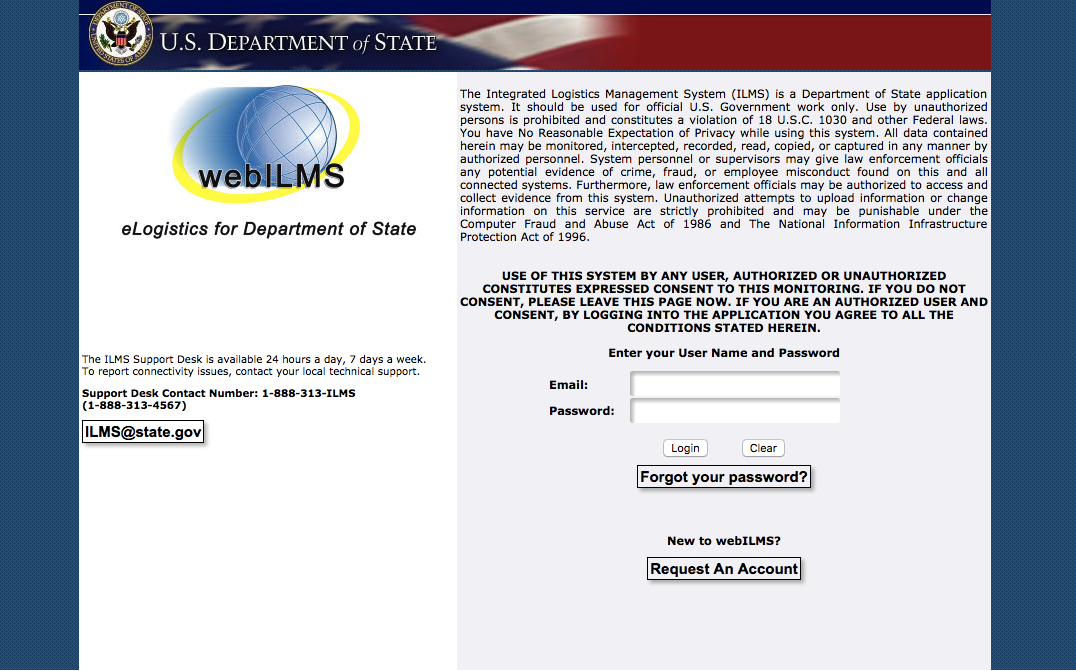 U.S. DEPARTMENT of STATE
webILMS
eLogistics for Department of State
The ILMS Support Desk is available 24 hours a day, 7 days a week.
To report connectivity issues, contact your local technical support.
Support Desk Contact Number: 1-888-313-ILMS
(1-888-313-4567)
ILMS@state.gov
The Integrated Logistics Management System (ILMS) is a Department of State application
system. It should be used for official U.S. Government work only. Use by unauthorized
persons is prohibited and constitutes a violation of 18 U.S.C. 1030 and other Federal laws.
You have No Reasonable Expectation of Privacy while using this system. All data contained
herein may be monitored, intercepted, recorded, read, copied, or captured in any manner by
authorized personnel. System personnel or supervisors may give law enforcement officials
any potential evidence of crime, fraud, or employee misconduct found on this and all
connected systems. Furthermore, law enforcement officials may be authorized to access and
collect evidence from this system. Unauthorized attempts to upload information or change
information on this service are strictly prohibited and may be punishable under the
Computer Fraud and Abuse Act of 1986 and The National Information Infrastructure
Protection Act of 1996.
USE OF THIS SYSTEM BY ANY USER, AUTHORIZED OR UNAUTHORIZED
CONSTITUTES EXPRESSED CONSENT TO THIS MONITORING. IF YOU DO NOT
CONSENT, PLEASE LEAVE THIS PAGE NOW. IF YOU ARE AN AUTHORIZED USER AND
CONSENT, BY LOGGING INTO THE APPLICATION YOU AGREE TO ALL THE
CONDITIONS STATED HEREIN.
Enter your User Name and Password
Email:
Password:
Login Clear
Forgot your password?
New to webILMS?
Request An Account